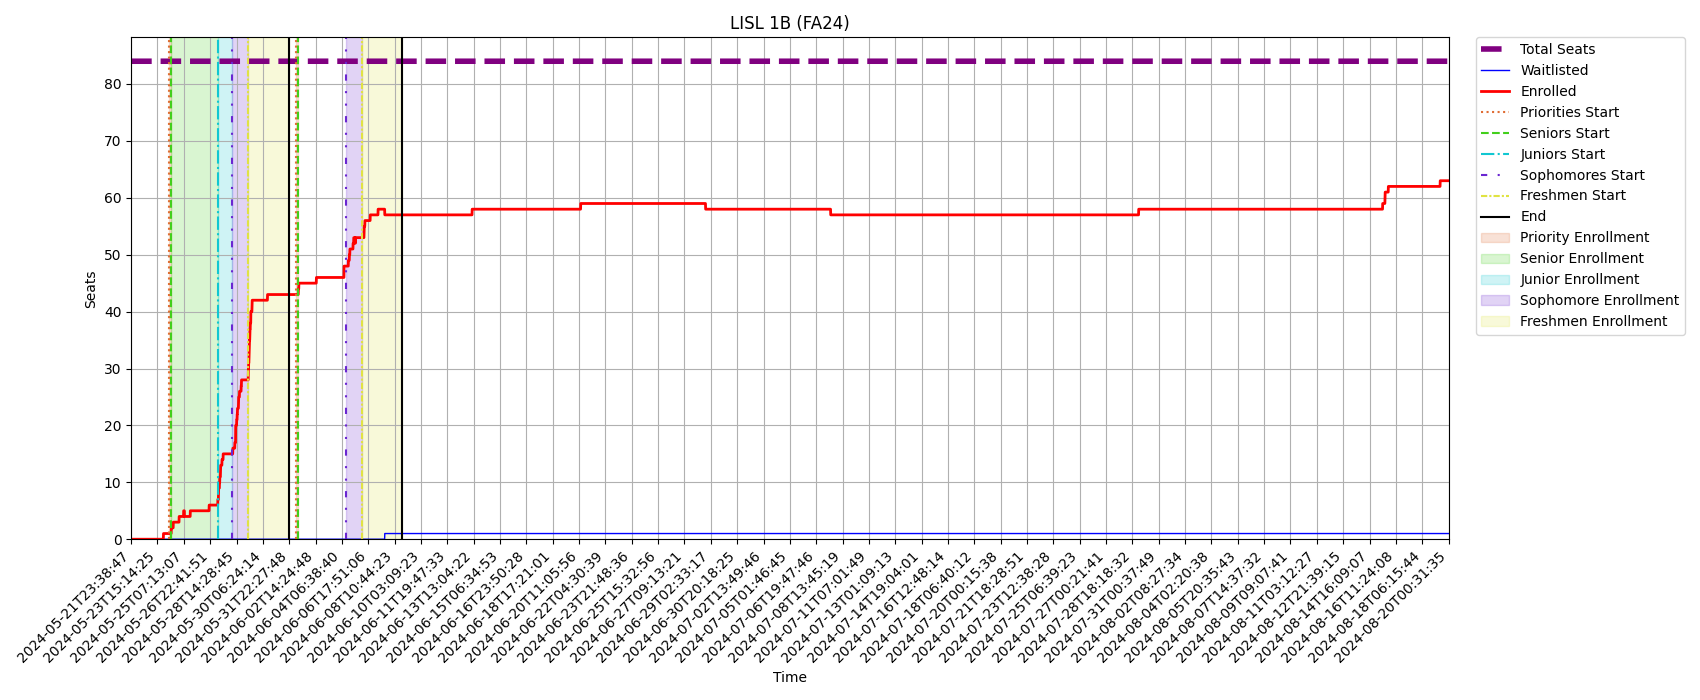 LISL 1B (FA24)
Seats
80
70
60
50
40
30
20
10
0
2024-05-21T23:38:47
2024-05-23T15:14:25
2024-05-25T07:13:07
2024-05-26T22:41:51
2024-05-28T14:28:45
2024-05-30T06:24:14
2024-05-31T22:27:48
2024-06-02T14:24:48
2024-06-04T06:38:40
2024-06-06T17:51:06
2024-06-08T10:44:23
2024-06-10T03:09:23
2024-06-11T19:47:33
2024-06-13T13:04:22
2024-06-15T06:34:53
2024-06-16T23:50:28
2024-06-18T17:21:01
2024-06-20T11:05:56
2024-06-22T04:30:39
2024-06-23T21:48:36
2024-06-25T15:32:56
2024-06-27T09:13:21
2024-06-29T02:33:17
2024-06-30T20:18:25
2024-07-02T13:49:46
2024-07-05T01:46:45
2024-07-06T19:47:46
2024-07-08T13:45:19
2024-07-11T07:01:49
2024-07-13T01:09:13
2024-07-14T19:04:01
2024-07-16T12:48:14
2024-07-18T06:40:12
2024-07-20T00:15:38
2024-07-21T18:28:51
2024-07-23T12:38:28
2024-07-25T06:39:23
2024-07-27T00:21:41
2024-07-28T18:18:32
2024-07-31T00:37:49
2024-08-02T08:27:34
2024-08-04T02:20:38
2024-08-05T20:35:43
2024-08-07T14:37:32
2024-08-09T09:07:41
2024-08-11T03:12:27
2024-08-12T21:39:15
2024-08-14T16:09:07
2024-08-16T11:24:08
2024-08-18T06:15:44
2024-08-20T00:31:35
Time
Total Seats
Waitlisted
Enrolled
Priorities Start
Seniors Start
Juniors Start
Sophomores Start
Freshmen Start
End
Priority Enrollment
Senior Enrollment
Junior Enrollment
Sophomore Enrollment
Freshmen Enrollment